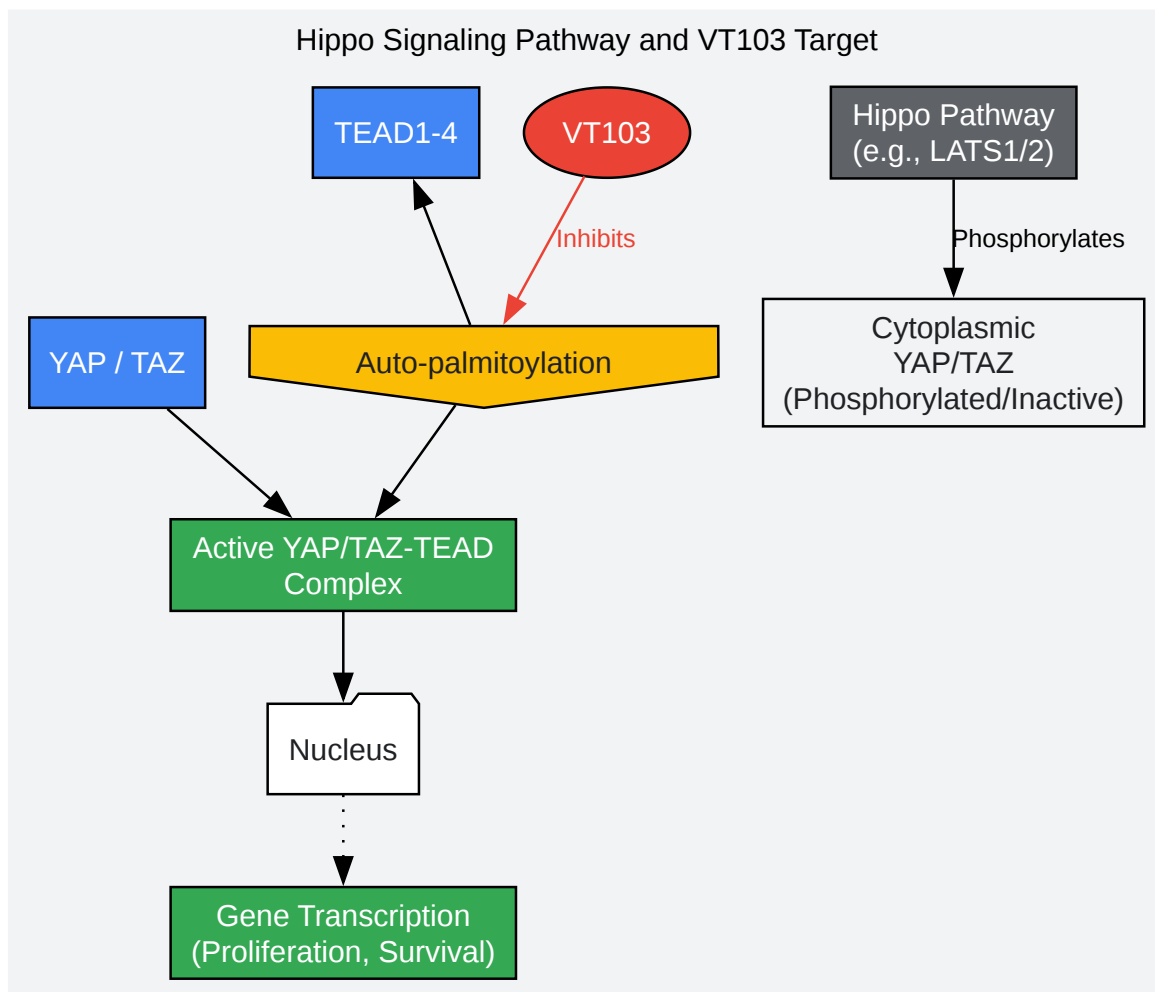 Hippo Signaling Pathway and VT103 Target
TEAD1-4
VT103
Hippo Pathway
(e.g., LATS1/2)
Inhibits
Phosphorylates
YAP / TAZ
Auto-palmitoylation
Cytoplasmic
YAP/TAZ
(Phosphorylated/Inactive)
Active YAP/TAZ-TEAD
Complex
Nucleus
Gene Transcription
(Proliferation, Survival)